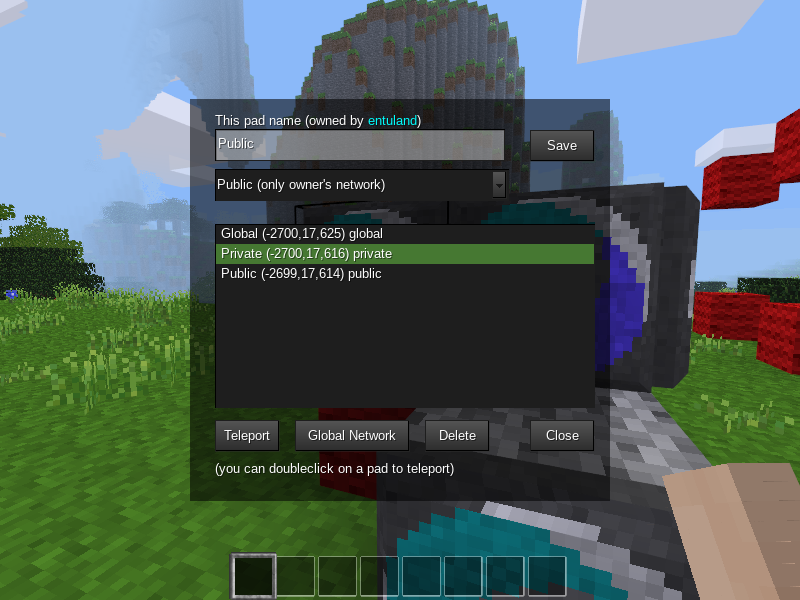 This pad name (owned by entuland)
Public
Save
Public (only owner's network)
Global (-2700,17,625) global
Private (-2700,17,616) private
Public (-2699,17,614) public
Teleport
Global Network
Delete
Close
(you can doubleclick on a pad to teleport)